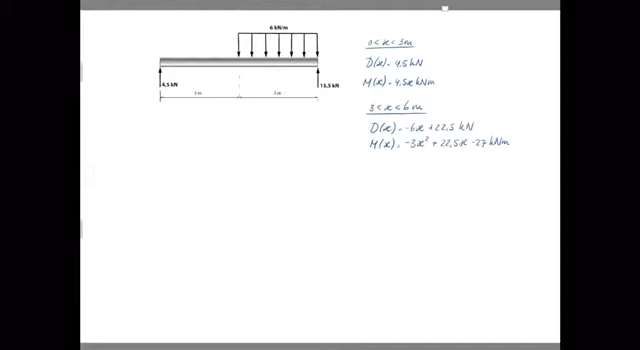 6 kN/m
4,5 kN
13,5 kN
3 m
3 m
0 < x < 3m
D(x) = 4,5 kN
M(x) = 4,5x kNm
3 < x < 6m
D(x) = -6x + 22,5 kN
M(x) = -3x² + 22,5x - 27 kNm